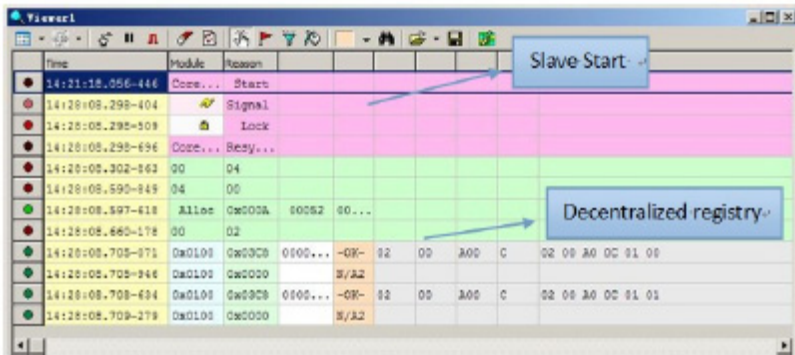 Viewer1
Slave Start
Time Module Reason
14:21:18.056-446 Core... Start
14:28:08.298-404 Signal
14:28:08.298-509 Lock
14:28:08.298-696 Core... Resy...
14:28:08.302-863 00 04
14:28:08.590-849 04 00
14:28:08.597-618 Alloc 0x000A 00052 00...
Decentralized registry
14:28:08.660-178 00 02
14:28:08.705-071 0x0100 0x03C8 0000... -OK- 02 00 A00 C 02 00 A0 0C 01 00
14:28:08.705-946 0x0100 0x0000 N/A2
14:28:08.708-634 0x0100 0x03C8 0000... -OK- 02 00 A00 C 02 00 A0 0C 01 01
14:28:08.709-279 0x0100 0x0000 N/A2